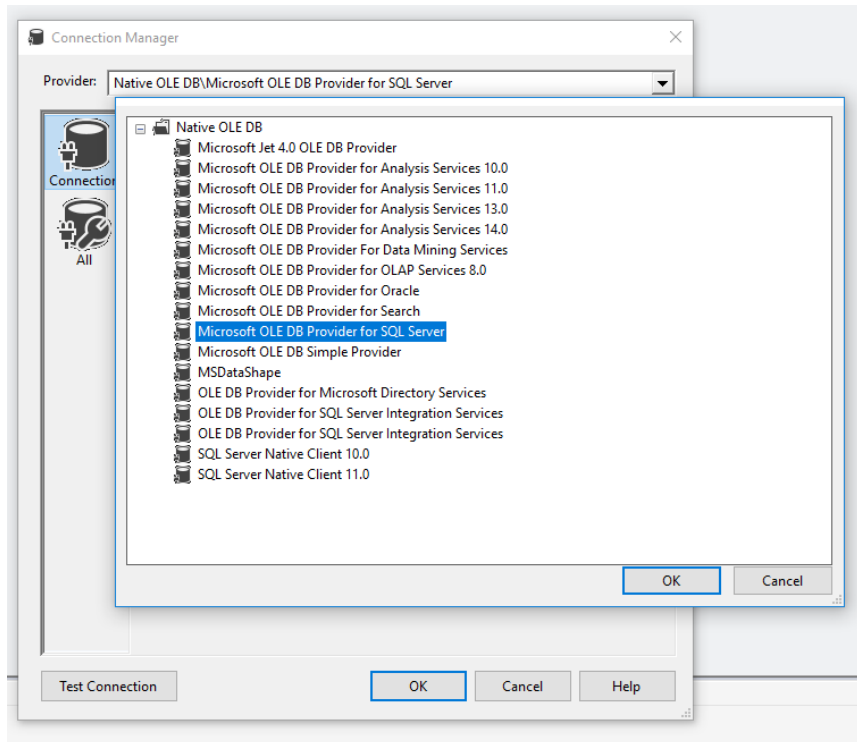 Connection Manager
Provider: Native OLE DB\Microsoft OLE DB Provider for SQL Server
Connection
All
Native OLE DB
Microsoft Jet 4.0 OLE DB Provider
Microsoft OLE DB Provider for Analysis Services 10.0
Microsoft OLE DB Provider for Analysis Services 11.0
Microsoft OLE DB Provider for Analysis Services 13.0
Microsoft OLE DB Provider for Analysis Services 14.0
Microsoft OLE DB Provider For Data Mining Services
Microsoft OLE DB Provider for OLAP Services 8.0
Microsoft OLE DB Provider for Oracle
Microsoft OLE DB Provider for Search
Microsoft OLE DB Provider for SQL Server
Microsoft OLE DB Simple Provider
MSDataShape
OLE DB Provider for Microsoft Directory Services
OLE DB Provider for SQL Server Integration Services
OLE DB Provider for SQL Server Integration Services
SQL Server Native Client 10.0
SQL Server Native Client 11.0
OK Cancel
Test Connection OK Cancel Help